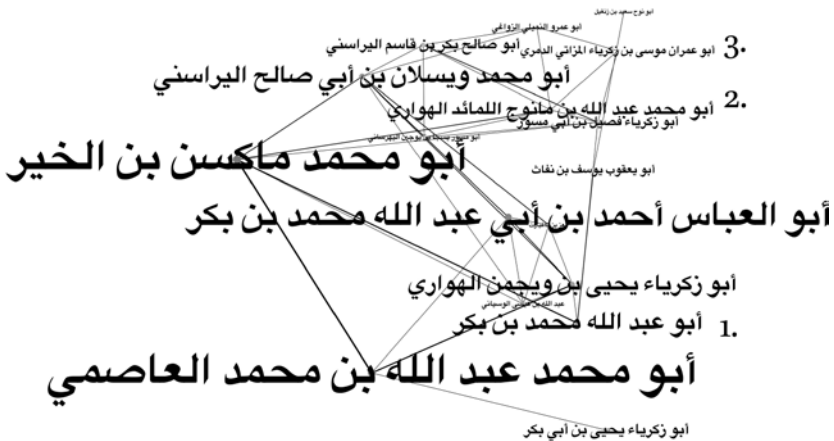 أبو نوح سعيد بن زنغيل
أبو عمرو النميلي الزواغي
أبو صالح بكر بن قاسم اليراسني
أبو عمران موسى بن زكرياء المزاتي الدمري 3.
أبو محمد ويسلان بن أبي صالح اليراسني
أبو محمد عبد الله بن مانوج اللمائد الهواري 2.
أبو زكرياء فصيل بن أبي مسور
أبو محمد ماكسن بن الخير
أبو يعقوب يوسف بن نفاث
أبو العباس أحمد بن أبي عبد الله محمد بن بكر
أبو زكرياء يحيى بن ويجمن الهواري
عبد الله بن الوسياني
أبو عبد الله محمد بن بكر 1.
أبو محمد عبد الله بن محمد العاصمي
أبو زكرياء يحيى بن أبي بكر